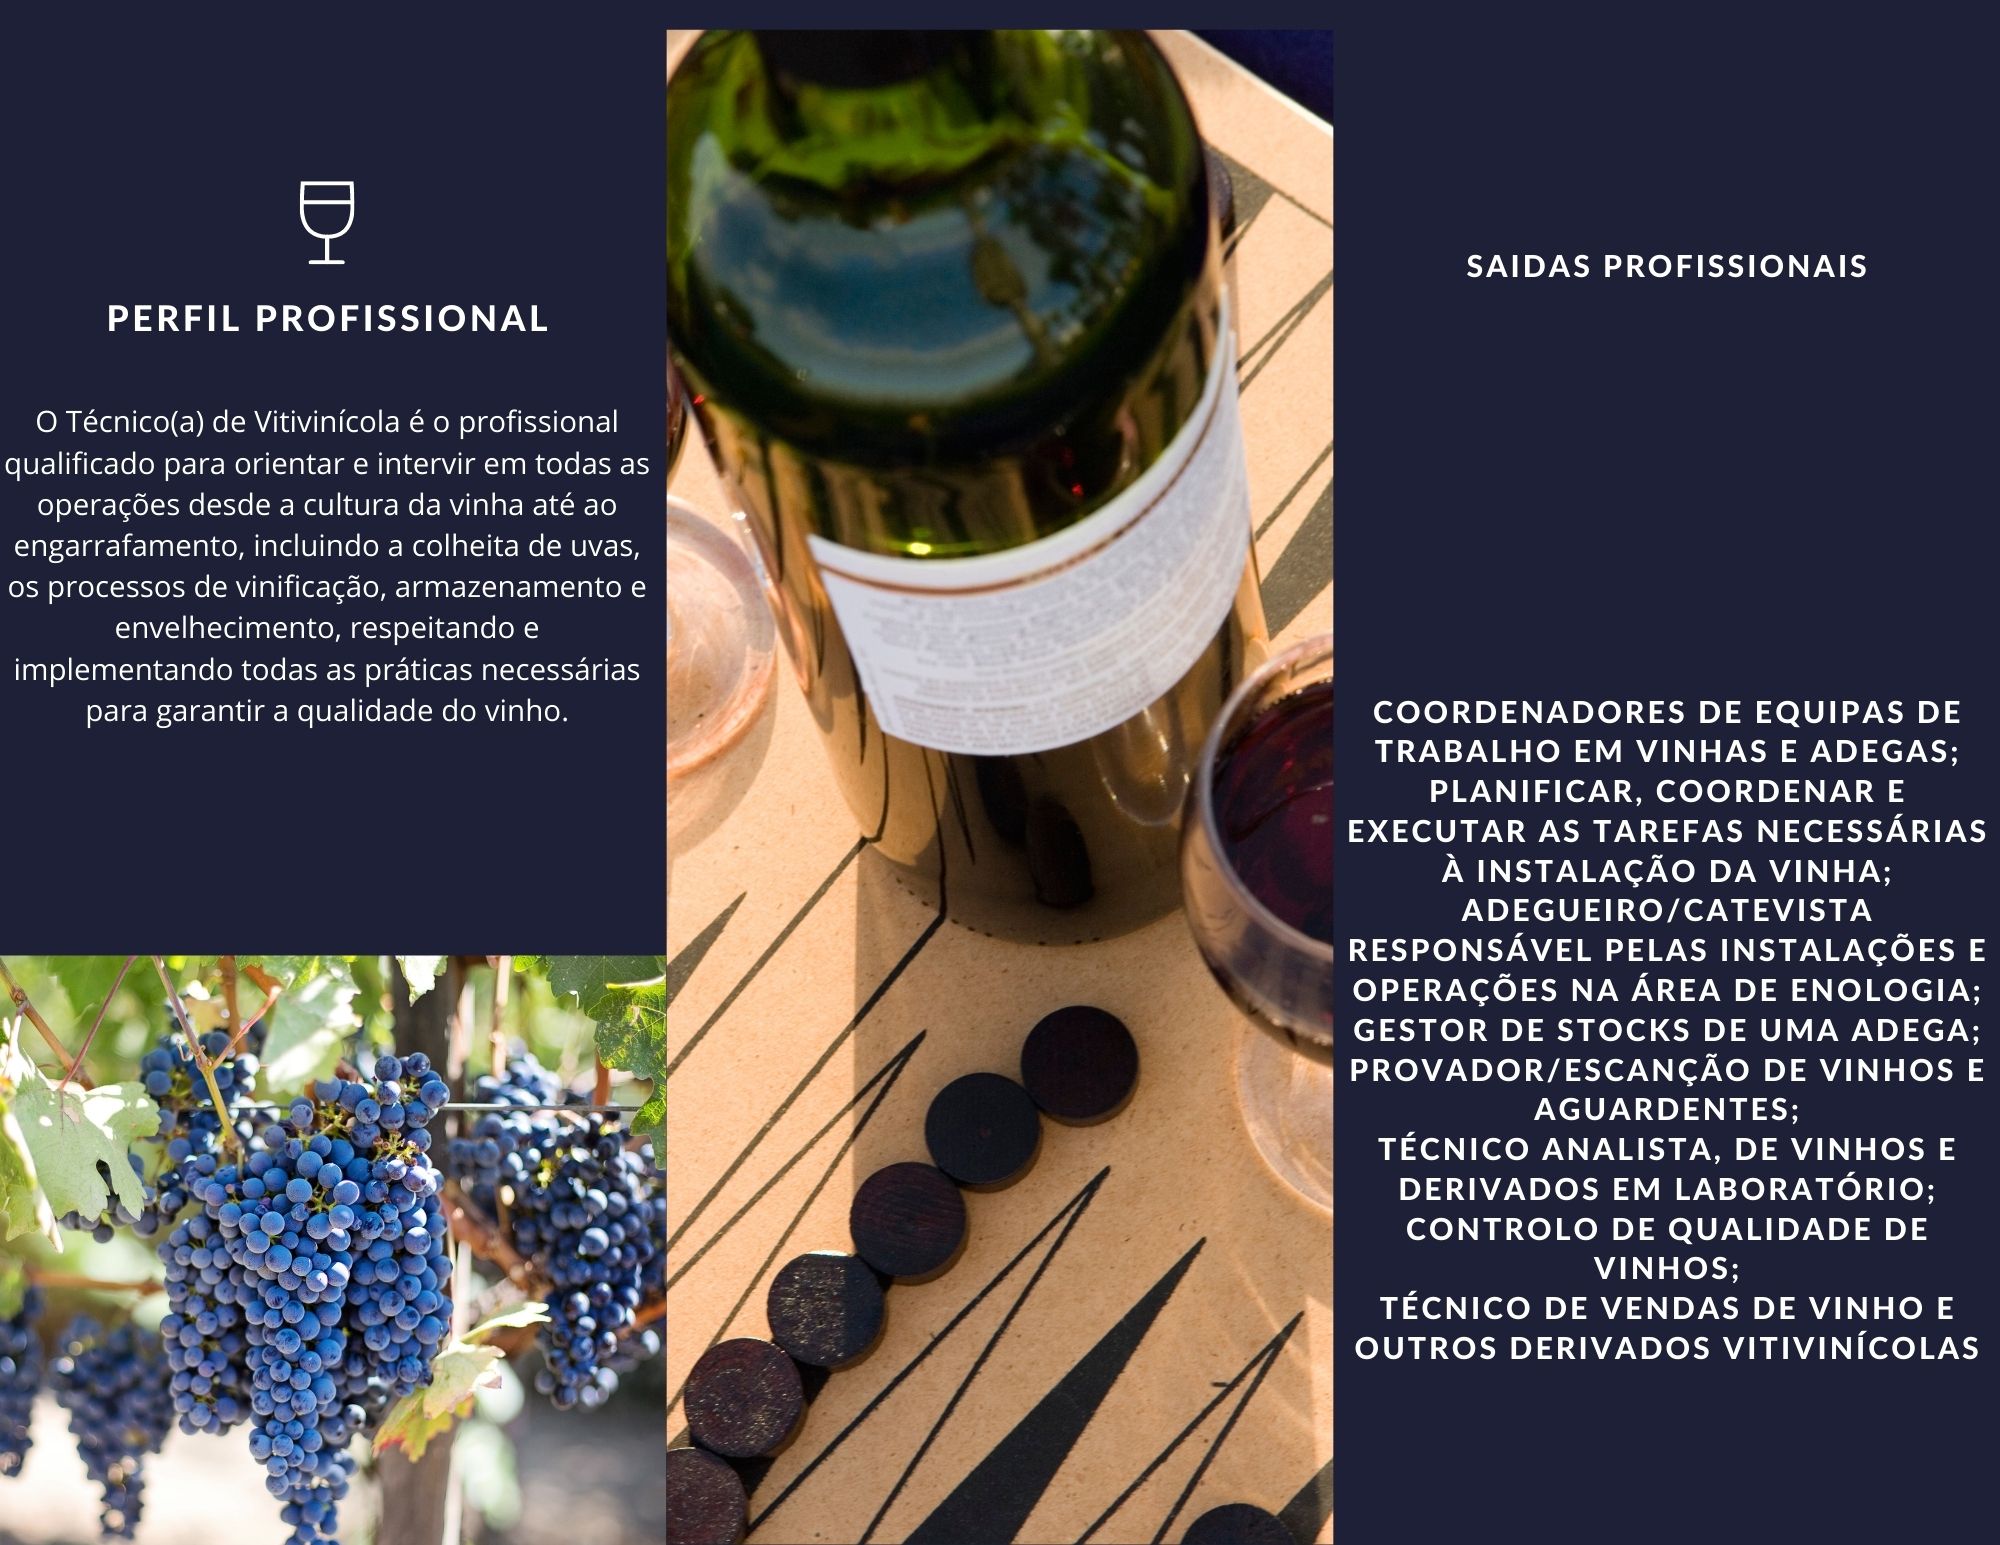 PERFIL PROFISSIONAL
O Técnico(a) de Vitivinícola é o profissional
qualificado para orientar e intervir em todas as
operações desde a cultura da vinha até ao
engarrafamento, incluindo a colheita de uvas,
os processos de vinificação, armazenamento e
envelhecimento, respeitando e
implementando todas as práticas necessárias
para garantir a qualidade do vinho.
SAIDAS PROFISSIONAIS
COORDENADORES DE EQUIPAS DE
TRABALHO EM VINHAS E ADEGAS;
PLANIFICAR, COORDENAR E
EXECUTAR AS TAREFAS NECESSÁRIAS
À INSTALAÇÃO DA VINHA;
ADEGUEIRO/CATEVISTA
RESPONSÁVEL PELAS INSTALAÇÕES E
OPERAÇÕES NA ÁREA DE ENOLOGIA;
GESTOR DE STOCKS DE UMA ADEGA;
PROVADOR/ESCANÇÃO DE VINHOS E
AGUARDENTES;
TÉCNICO ANALISTA, DE VINHOS E
DERIVADOS EM LABORATÓRIO;
CONTROLO DE QUALIDADE DE
VINHOS;
TÉCNICO DE VENDAS DE VINHO E
OUTROS DERIVADOS VITIVINÍCOLAS